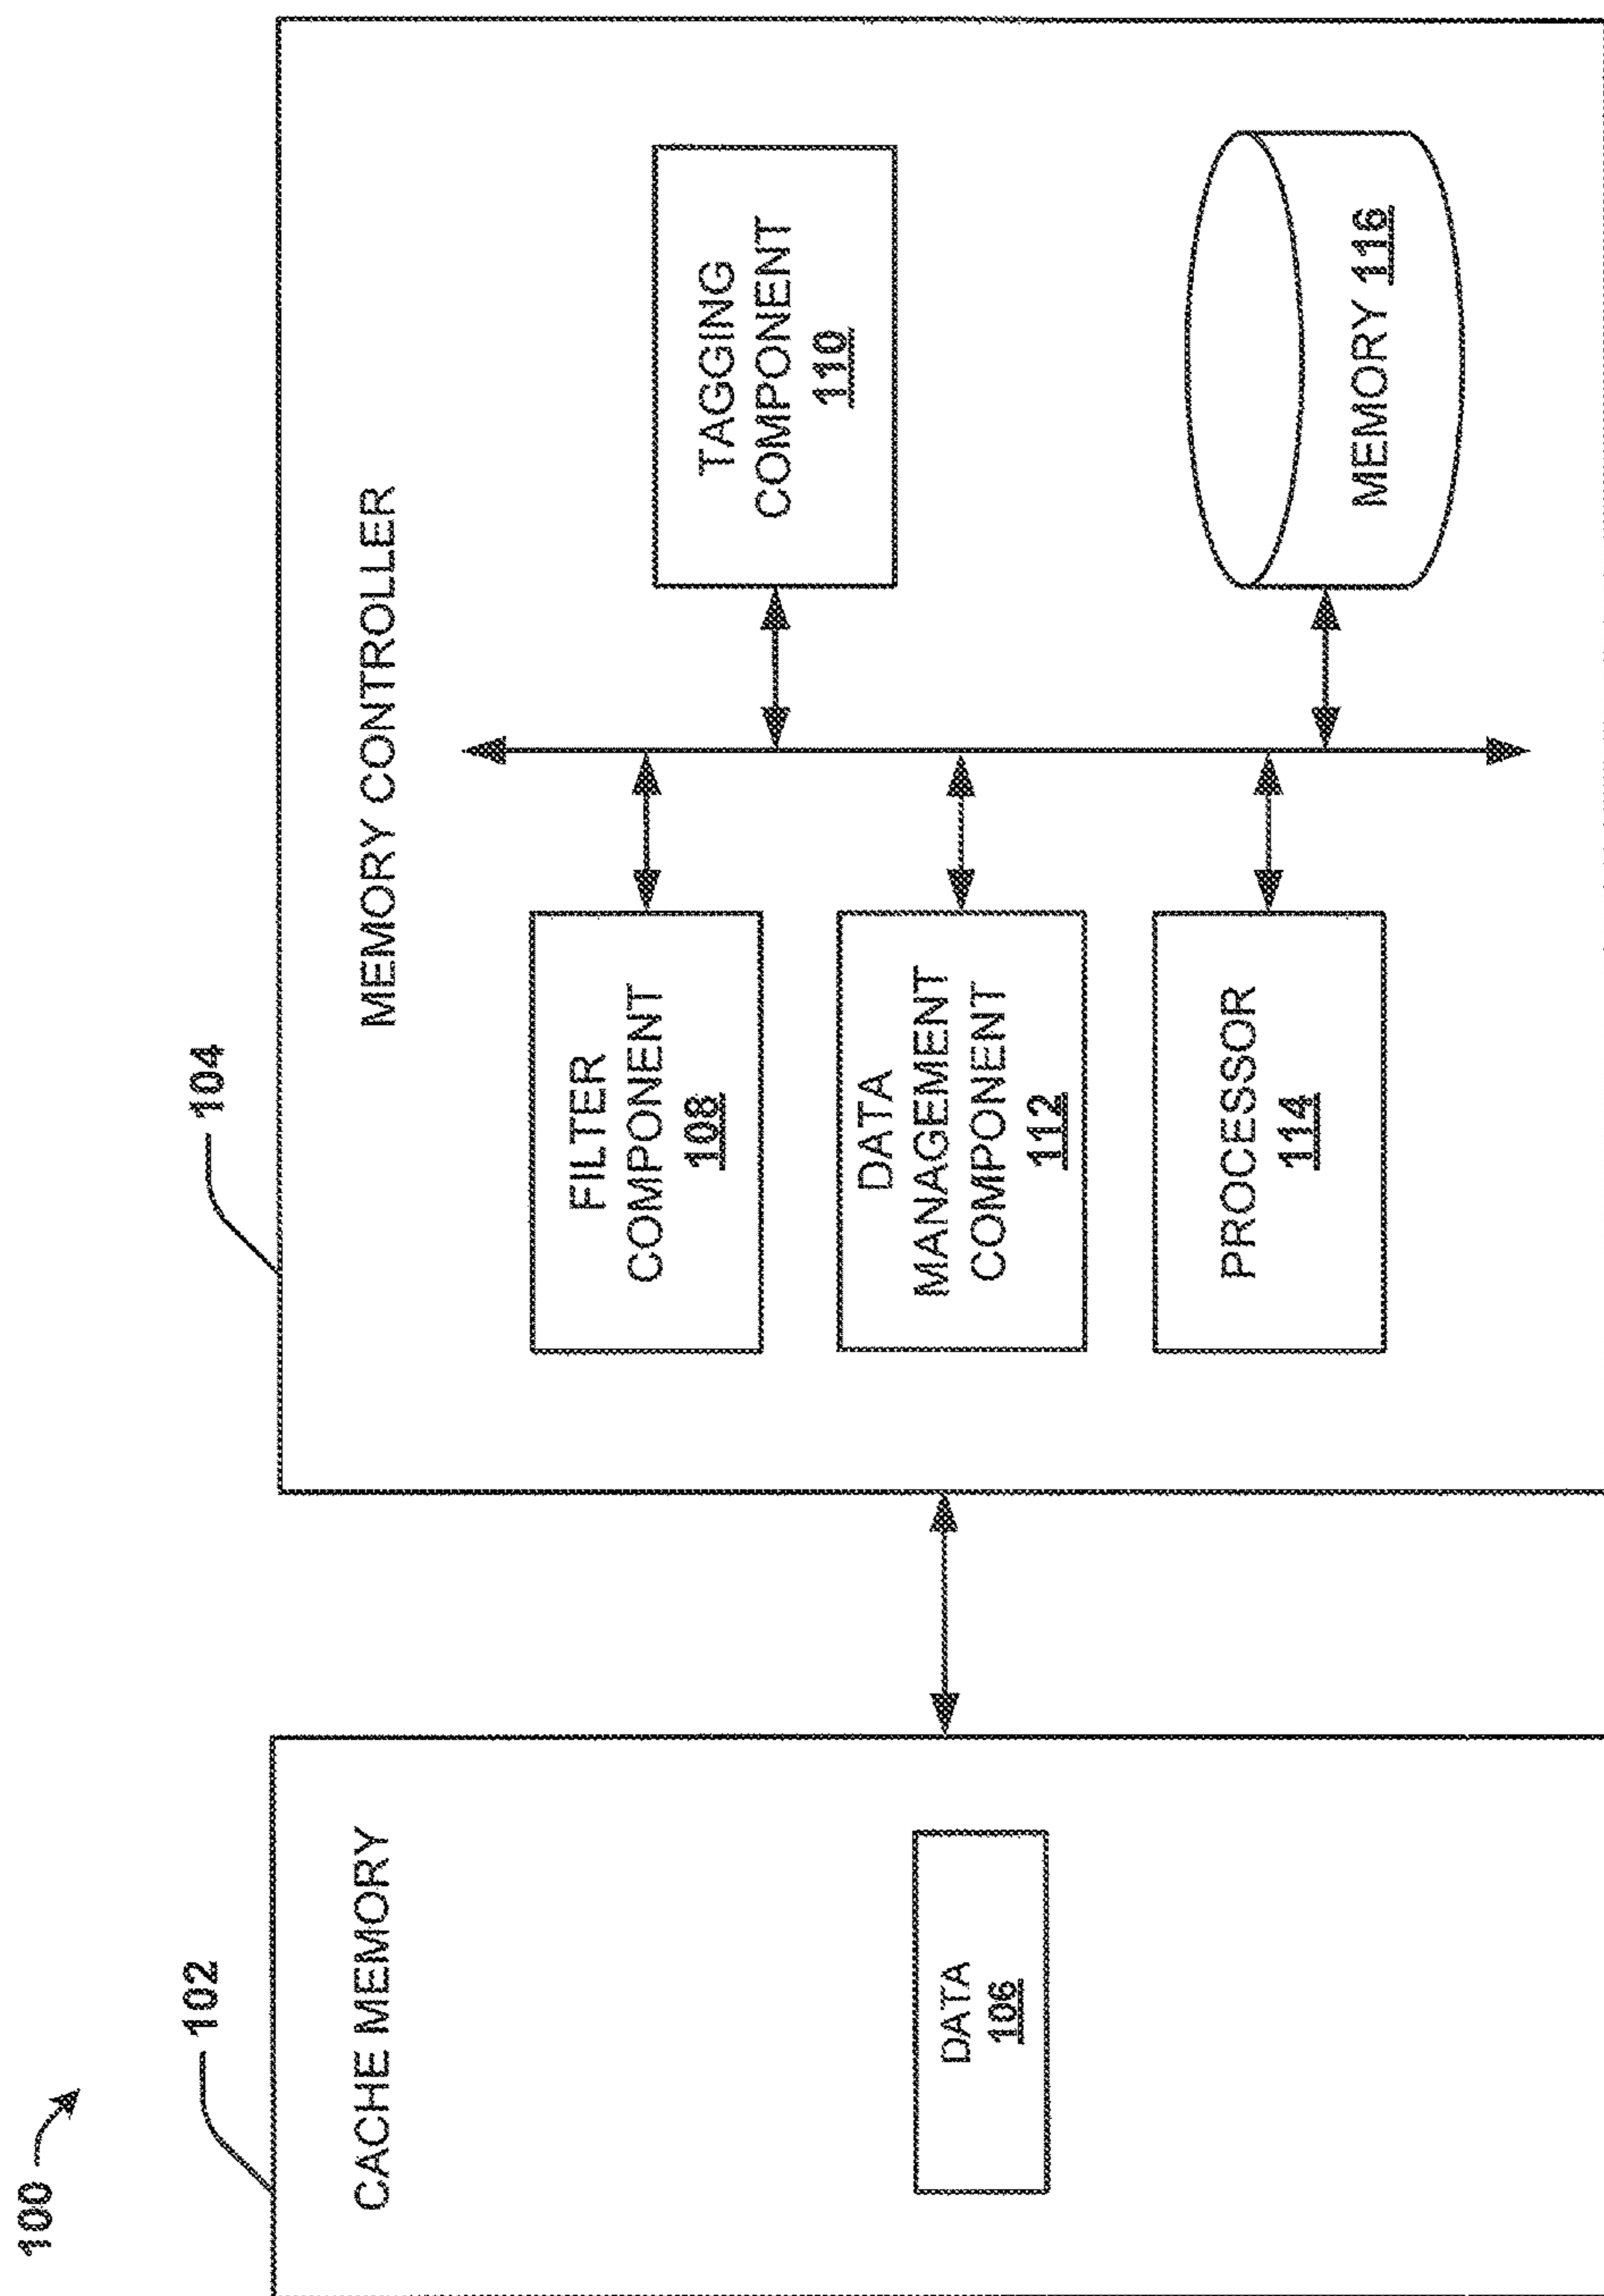 100
102
CACHE MEMORY
DATA
106
104
MEMORY CONTROLLER
FILTER
COMPONENT
108
TAGGING
COMPONENT
110
DATA
MANAGEMENT
COMPONENT
112
PROCESSOR
114
MEMORY 116